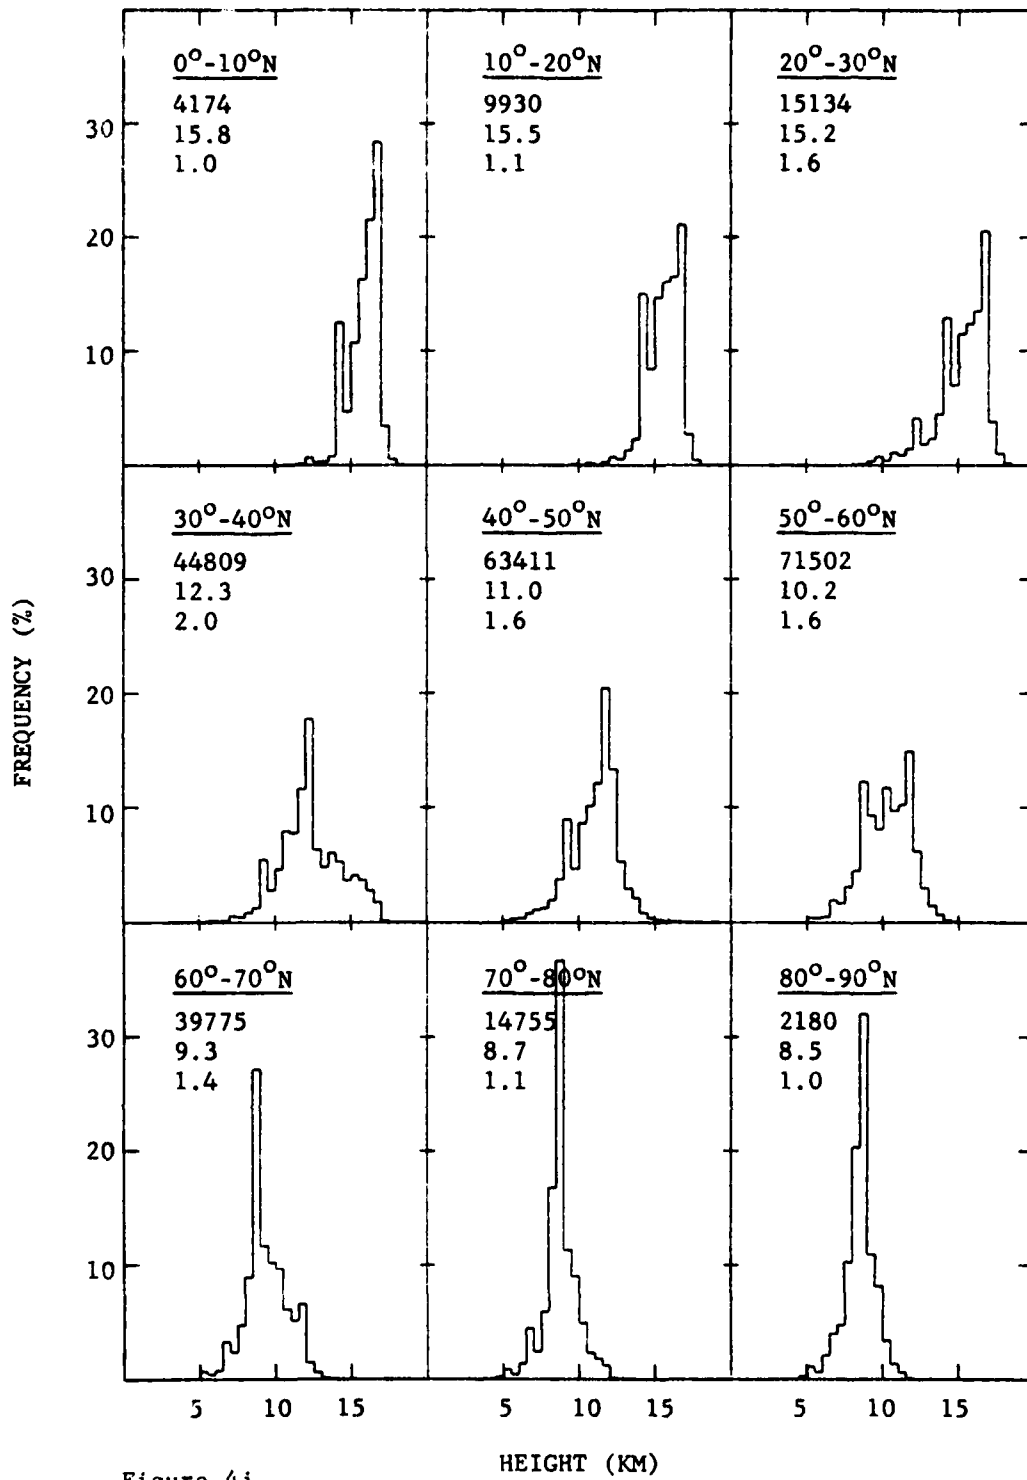 0°-10°N
4174
15.8
1.0
10°-20°N
9930
15.5
1.1
20°-30°N
15134
15.2
1.6
30
20
10
30°-40°N
44809
12.3
2.0
40°-50°N
63411
11.0
1.6
50°-60°N
71502
10.2
1.6
30
20
10
FREQUENCY (%)
60°-70°N
39775
9.3
1.4
70°-80°N
14755
8.7
1.1
80°-90°N
2180
8.5
1.0
30
20
10
5 10 15 5 10 15 5 10 15
HEIGHT (KM)
Figure 4i